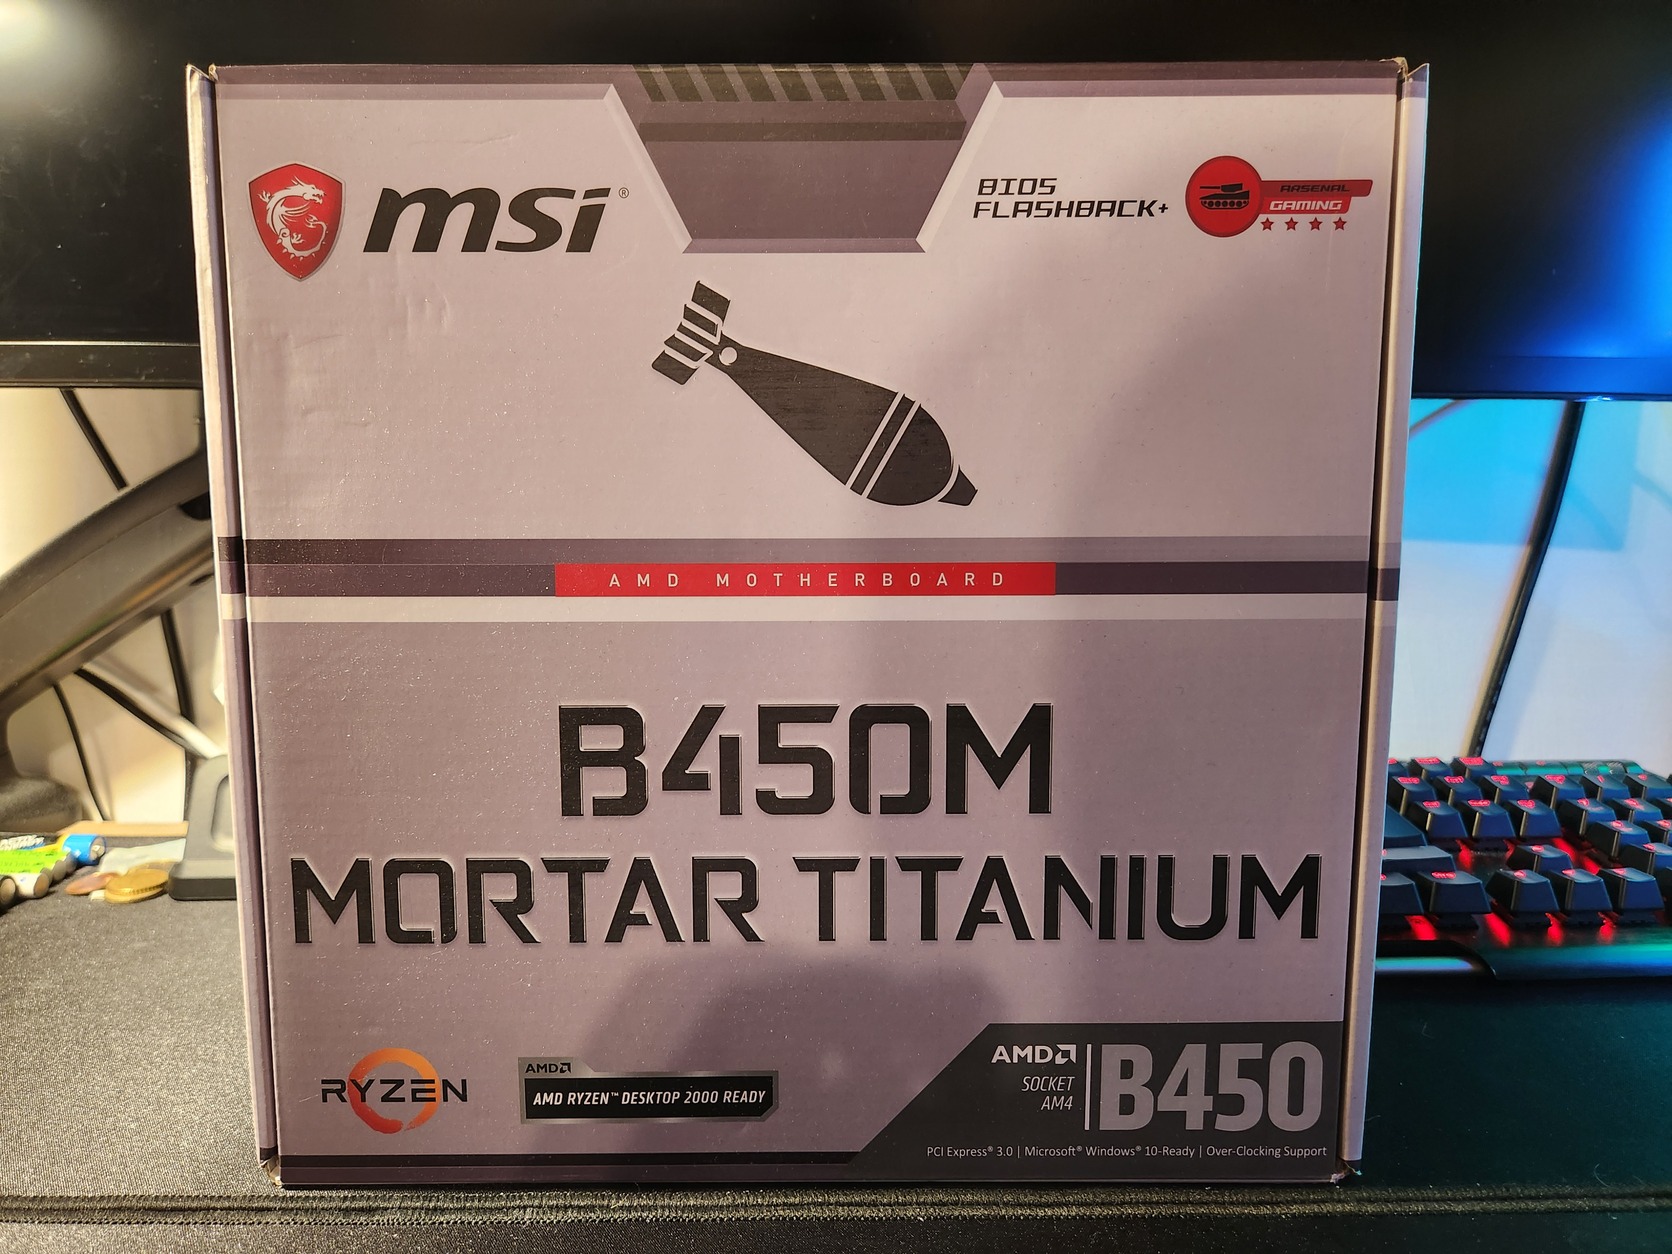 msi®
BIOS
FLASHBACK+
ARSENAL
GAMING
AMD MOTHERBOARD
B450M
MORTAR TITANIUM
RYZEN
AMD
AMD RYZEN™ DESKTOP 2000 READY
AMD
SOCKET
AM4
B450
PCI Express® 3.0 | Microsoft® Windows® 10-Ready | Over-Clocking Support